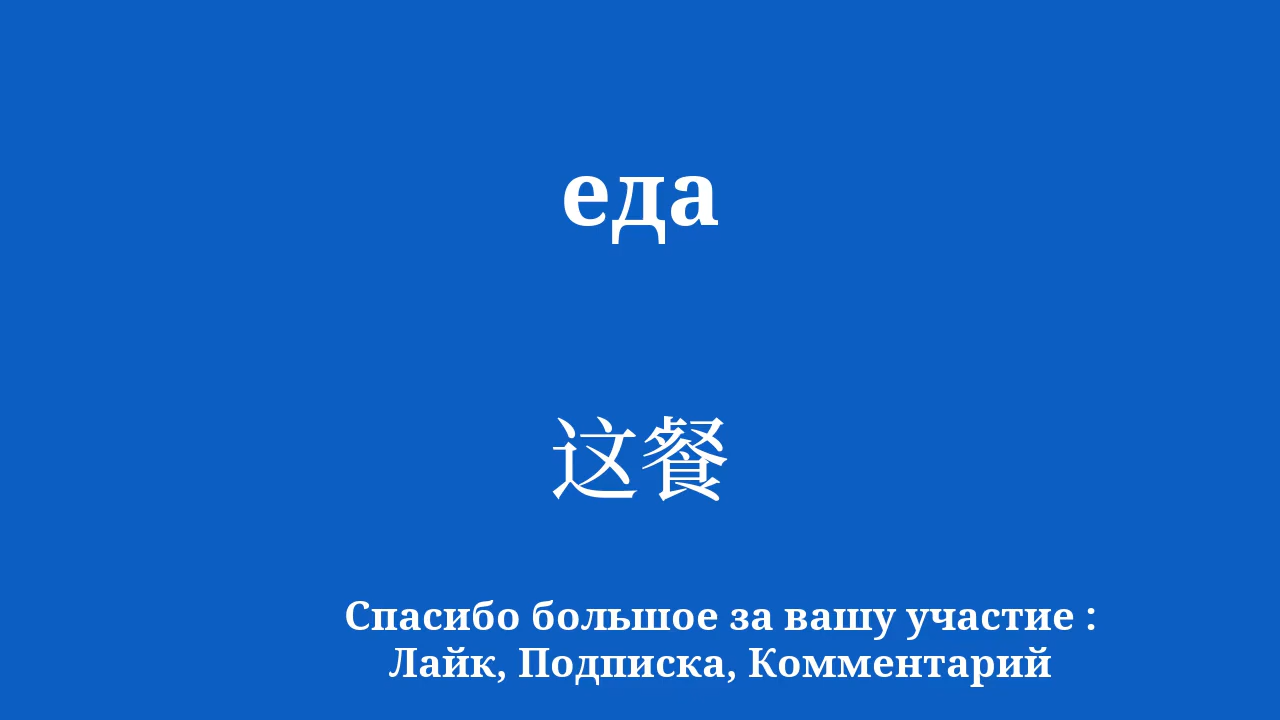 еда
这餐
Спасибо большое за вашу участие :
Лайк, Подписка, Комментарий